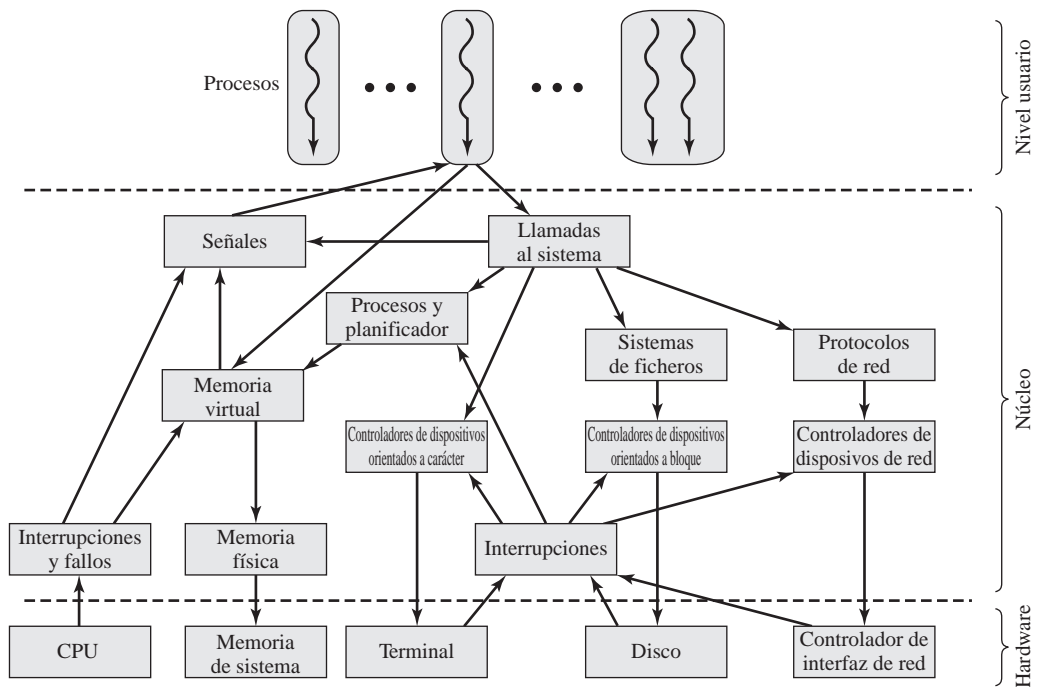 Procesos
Nivel usuario
Señales
Llamadas
al sistema
Procesos y
planificador
Sistemas
de ficheros
Protocolos
de red
Memoria
virtual
Controladores de dispositivos
orientados a carácter
Controladores de dispositivos
orientados a bloque
Controladores de
disposivos de red
Núcleo
Interrupciones
y fallos
Memoria
física
Interrupciones
CPU
Memoria
de sistema
Terminal
Disco
Controlador de
interfaz de red
Hardware